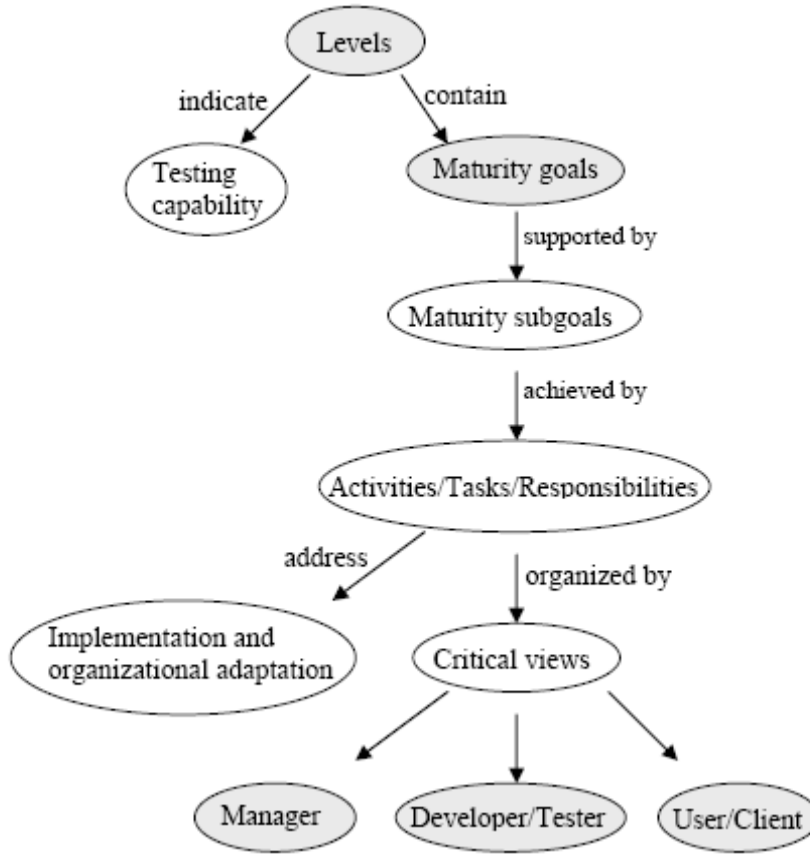 Levels
indicate
contain
Testing
capability
Maturity goals
supported by
Maturity subgoals
achieved by
Activities/Tasks/Responsibilities
address
organized by
Implementation and
organizational adaptation
Critical views
Manager
Developer/Tester
User/Client